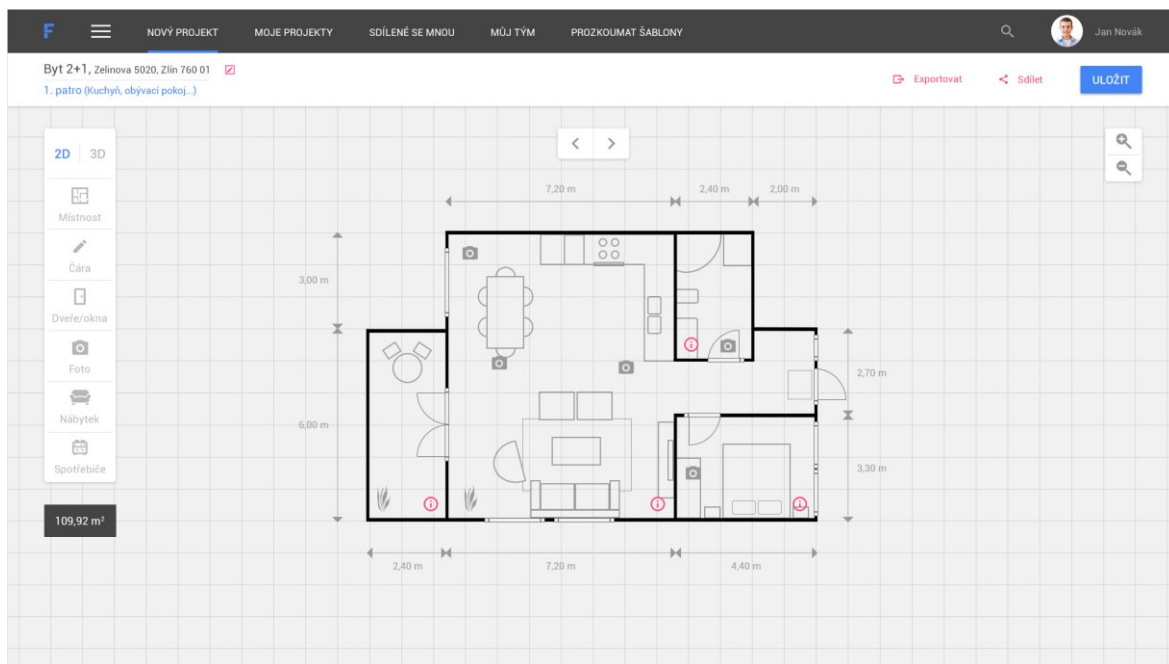 F
NOVÝ PROJEKT
MOJE PROJEKTY
SDÍLENÉ SE MNOU
MŮJ TÝM
PROZKOUMAT ŠABLONY
Jan Novák
Byt 2+1, Zelinova 5020, Zlín 760 01
1. patro (Kuchyň, obývací pokoj...)
Exportovat
Sdílet
ULOŽIT
2D
3D
Místnost
Čára
Dveře/okna
Foto
Nábytek
Spotřebiče
109,92 m²
7,20 m
2,40 m
2,00 m
3,00 m
2,70 m
6,00 m
3,30 m
2,40 m
7,20 m
4,40 m